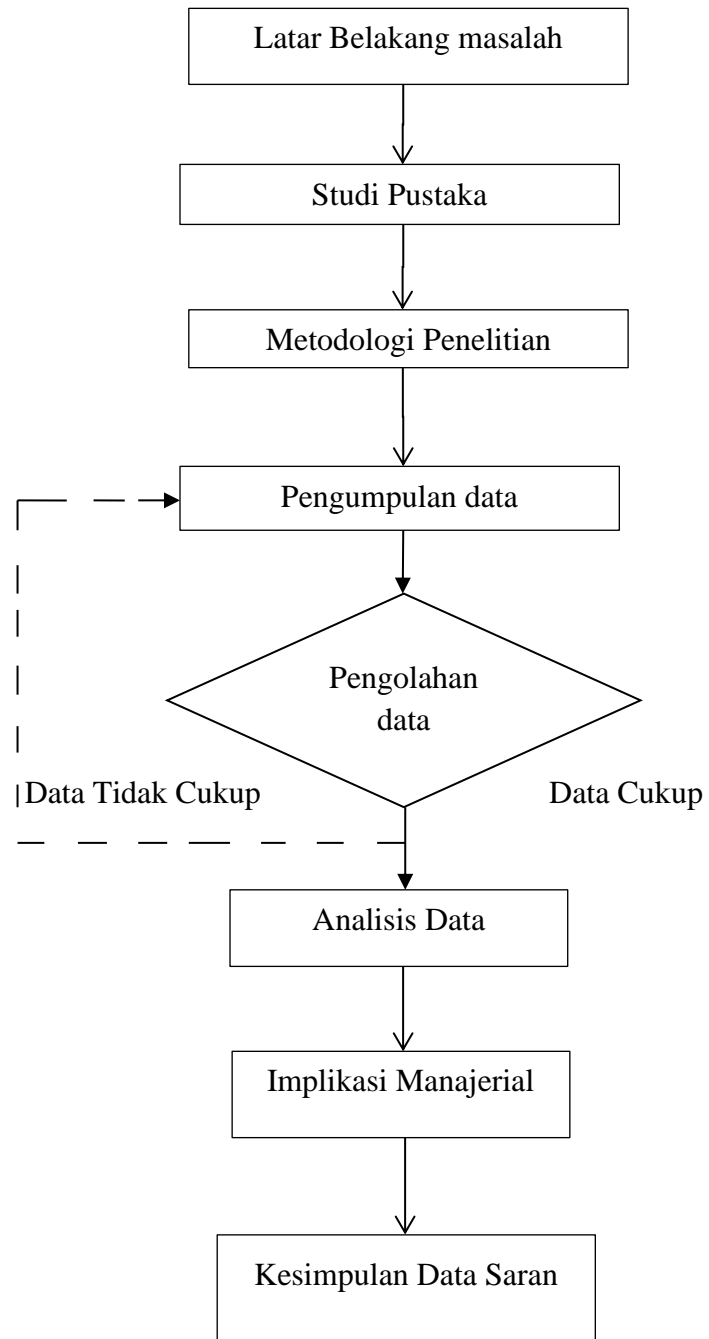 Latar Belakang masalah
Studi Pustaka
Metodologi Penelitian
Pengumpulan data
Pengolahan
data
Data Tidak Cukup
Data Cukup
Analisis Data
Implikasi Manajerial
Kesimpulan Data Saran